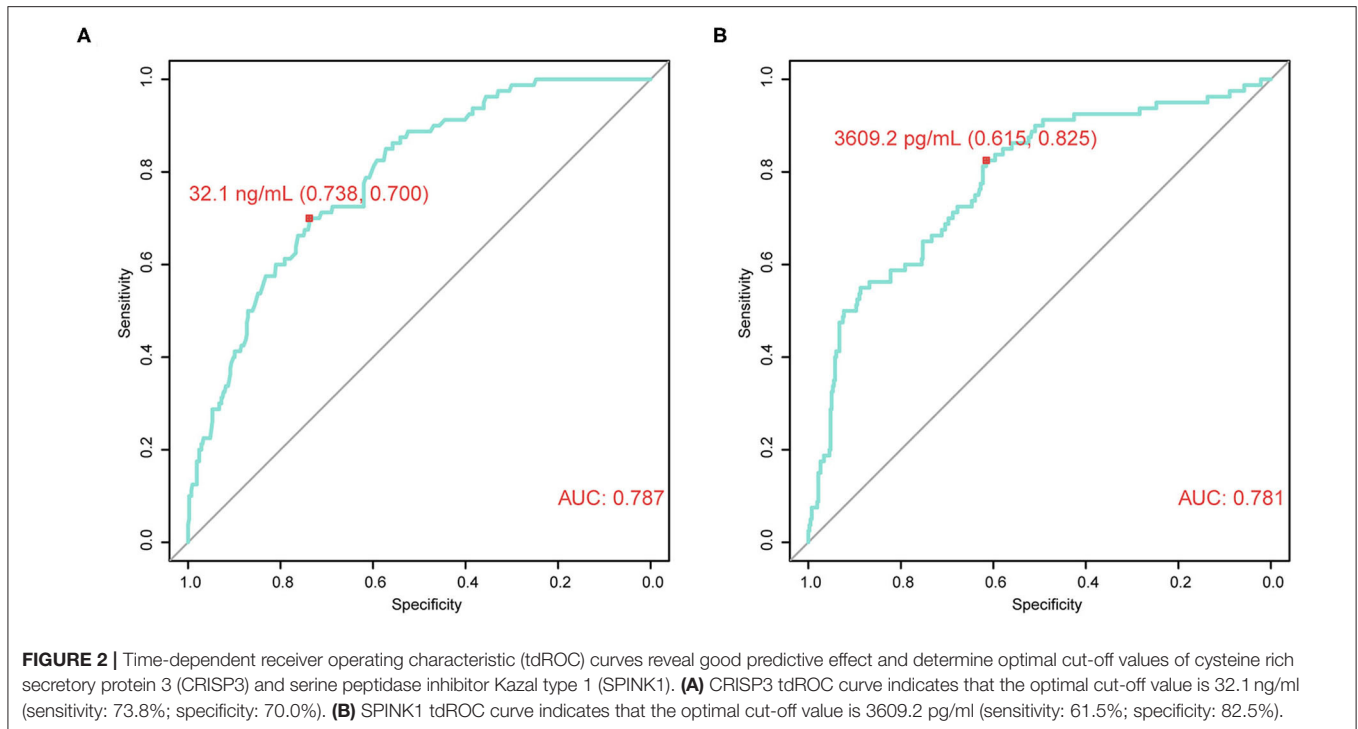 A
1.0
0.8
0.6
0.4
0.2
0.0
Sensitivity
32.1 ng/mL (0.738, 0.700)
AUC: 0.787
1.0 0.8 0.6 0.4 0.2 0.0
Specificity
B
1.0
0.8
0.6
0.4
0.2
0.0
Sensitivity
3609.2 pg/mL (0.615, 0.825)
AUC: 0.781
1.0 0.8 0.6 0.4 0.2 0.0
Specificity
FIGURE 2 | Time-dependent receiver operating characteristic (tdROC) curves reveal good predictive effect and determine optimal cut-off values of cysteine rich
secretory protein 3 (CRISP3) and serine peptidase inhibitor Kazal type 1 (SPINK1). (A) CRISP3 tdROC curve indicates that the optimal cut-off value is 32.1 ng/ml
(sensitivity: 73.8%; specificity: 70.0%). (B) SPINK1 tdROC curve indicates that the optimal cut-off value is 3609.2 pg/ml (sensitivity: 61.5%; specificity: 82.5%).